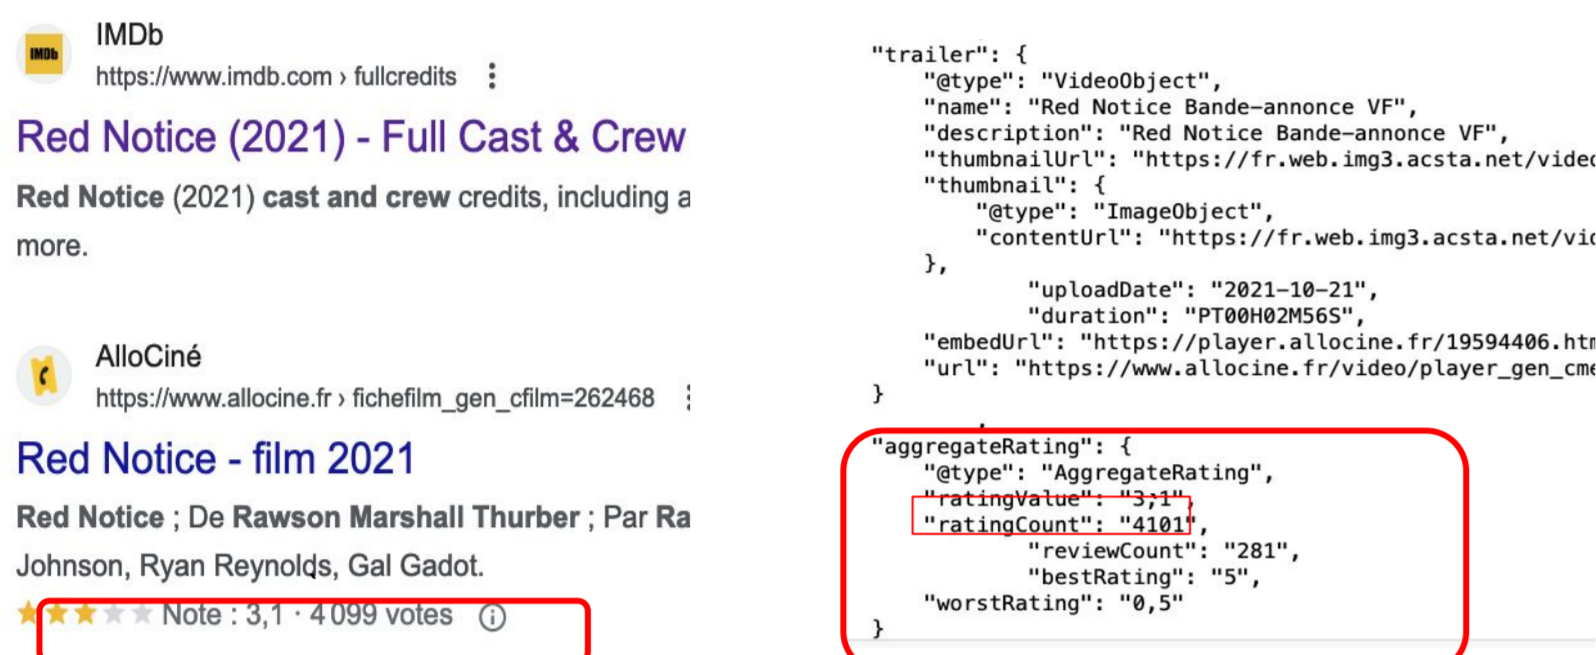 IMDb
IMDb
https://www.imdb.com › fullcredits
Red Notice (2021) - Full Cast & Crew
Red Notice (2021) cast and crew credits, including a
more.
AlloCiné
https://www.allocine.fr › fichefilm_gen_cfilm=262468
Red Notice - film 2021
Red Notice ; De Rawson Marshall Thurber ; Par Ra
Johnson, Ryan Reynolds, Gal Gadot.
Note : 3,1 · 4 099 votes
"trailer": {
"@type": "VideoObject",
"name": "Red Notice Bande-annonce VF",
"description": "Red Notice Bande-annonce VF",
"thumbnailUrl": "https://fr.web.img3.acsta.net/video
"thumbnail": {
"@type": "ImageObject",
"contentUrl": "https://fr.web.img3.acsta.net/vid
},
"uploadDate": "2021-10-21",
"duration": "PT00H02M56S",
"embedUrl": "https://player.allocine.fr/19594406.htm
"url": "https://www.allocine.fr/video/player_gen_cme
}
,
"aggregateRating": {
"@type": "AggregateRating",
"ratingValue": "3,1",
"ratingCount": "4101",
"reviewCount": "281",
"bestRating": "5",
"worstRating": "0,5"
}